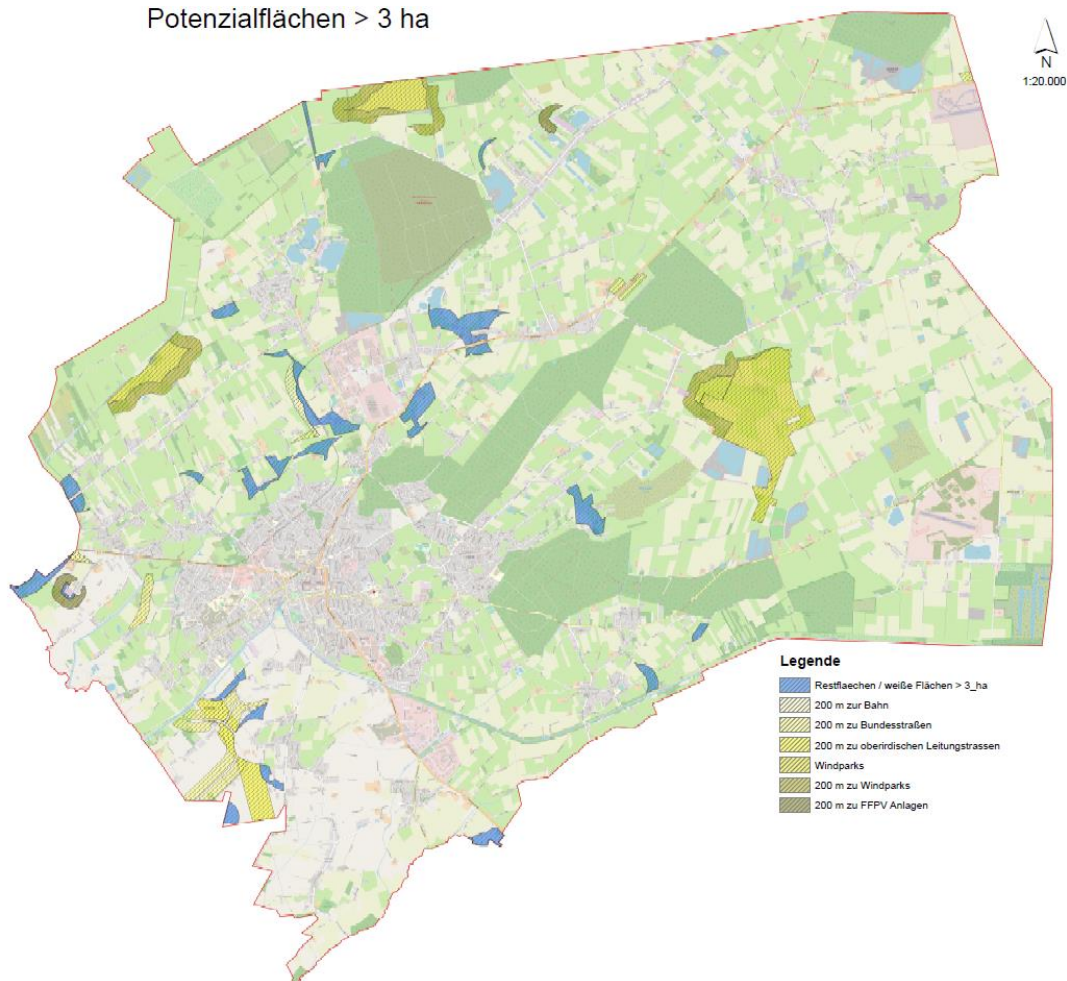 Potenzialflächen > 3 ha
N
1:20.000
Legende
Restflaechen / weiße Flächen > 3_ha
200 m zur Bahn
200 m zu Bundesstraßen
200 m zu oberirdischen Leitungstrassen
Windparks
200 m zu Windparks
200 m zu FFPV Anlagen